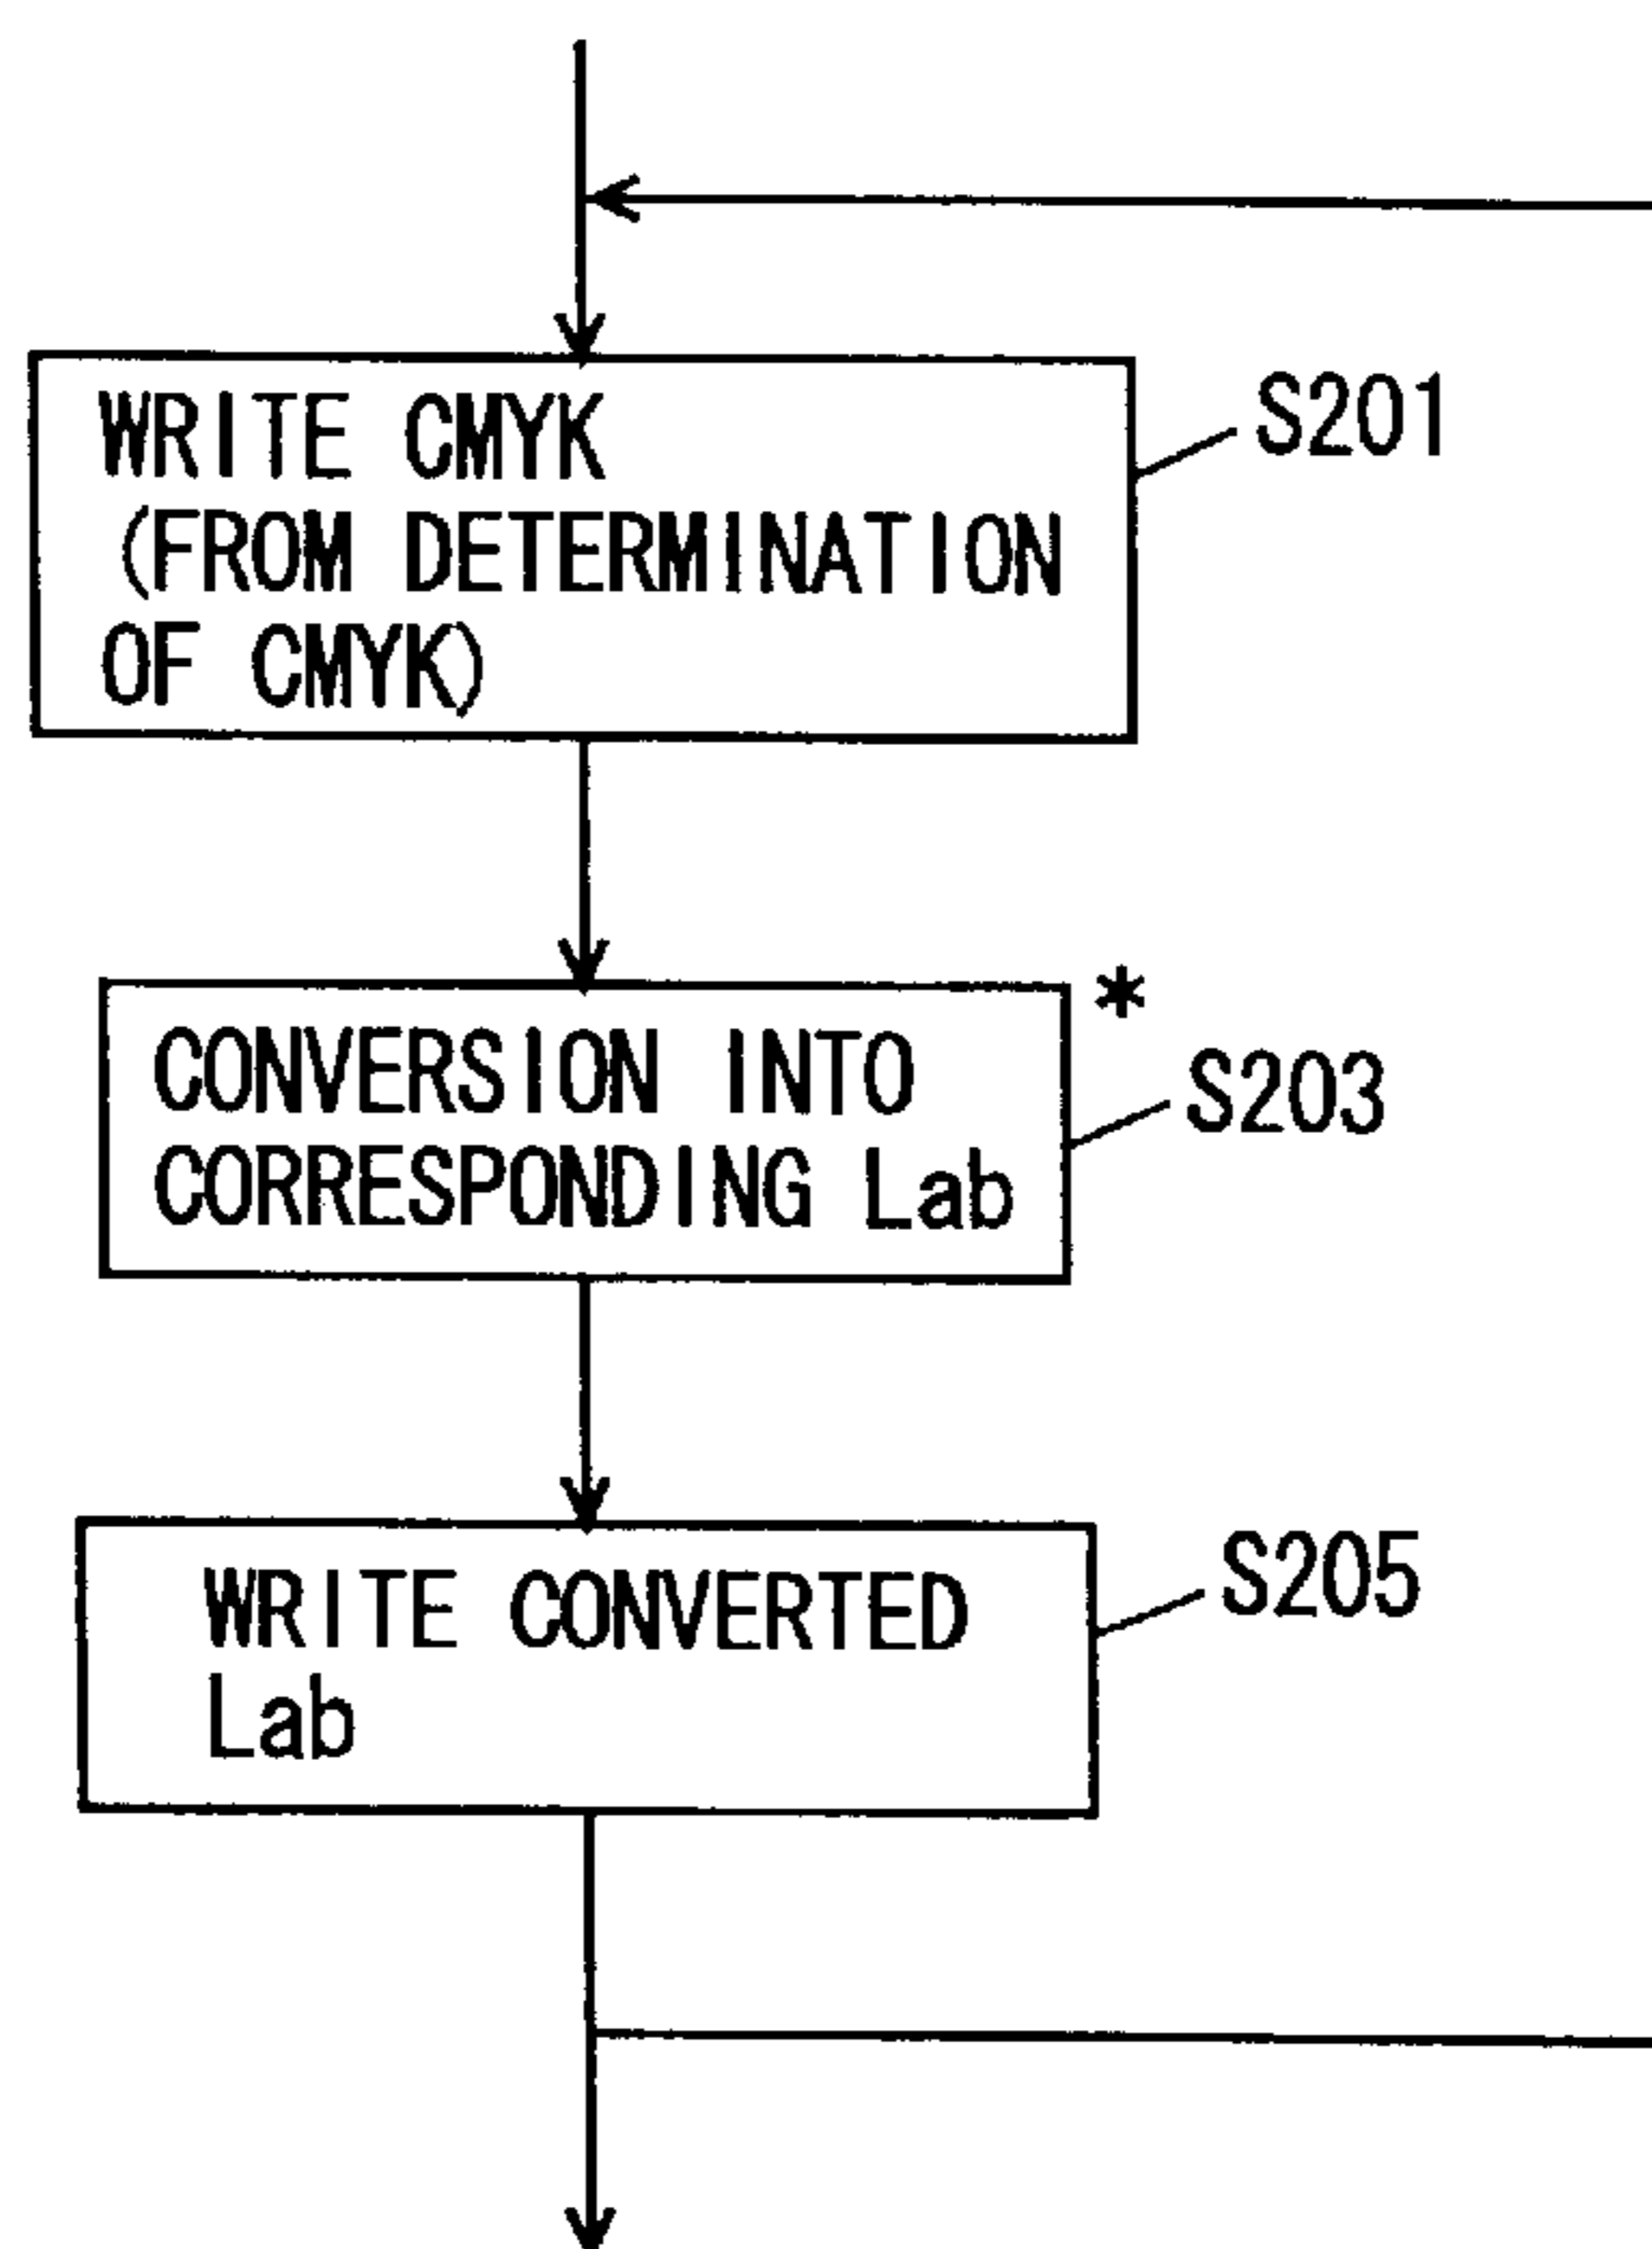 WRITE CMYK
(FROM DETERMINATION
OF CMYK)
S201
*
CONVERSION INTO
CORRESPONDING Lab
S203
WRITE CONVERTED
Lab
S205